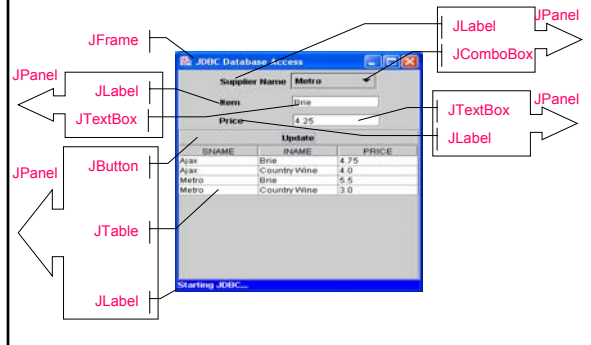 JLabel
JPanel
JFrame
JComboBox
JDBC Database Access
JPanel
Supplier Name Metro
JLabel
Item Brie
JPanel
JTextBox
JTextBox
Price 4.25
JLabel
Update
JPanel
JButton
SNAME INAME PRICE
Ajax Brie 4.75
Ajax Country Wine 4.0
Metro Brie 5.5
Metro Country Wine 3.0
JTable
JLabel
Starting JDBC...